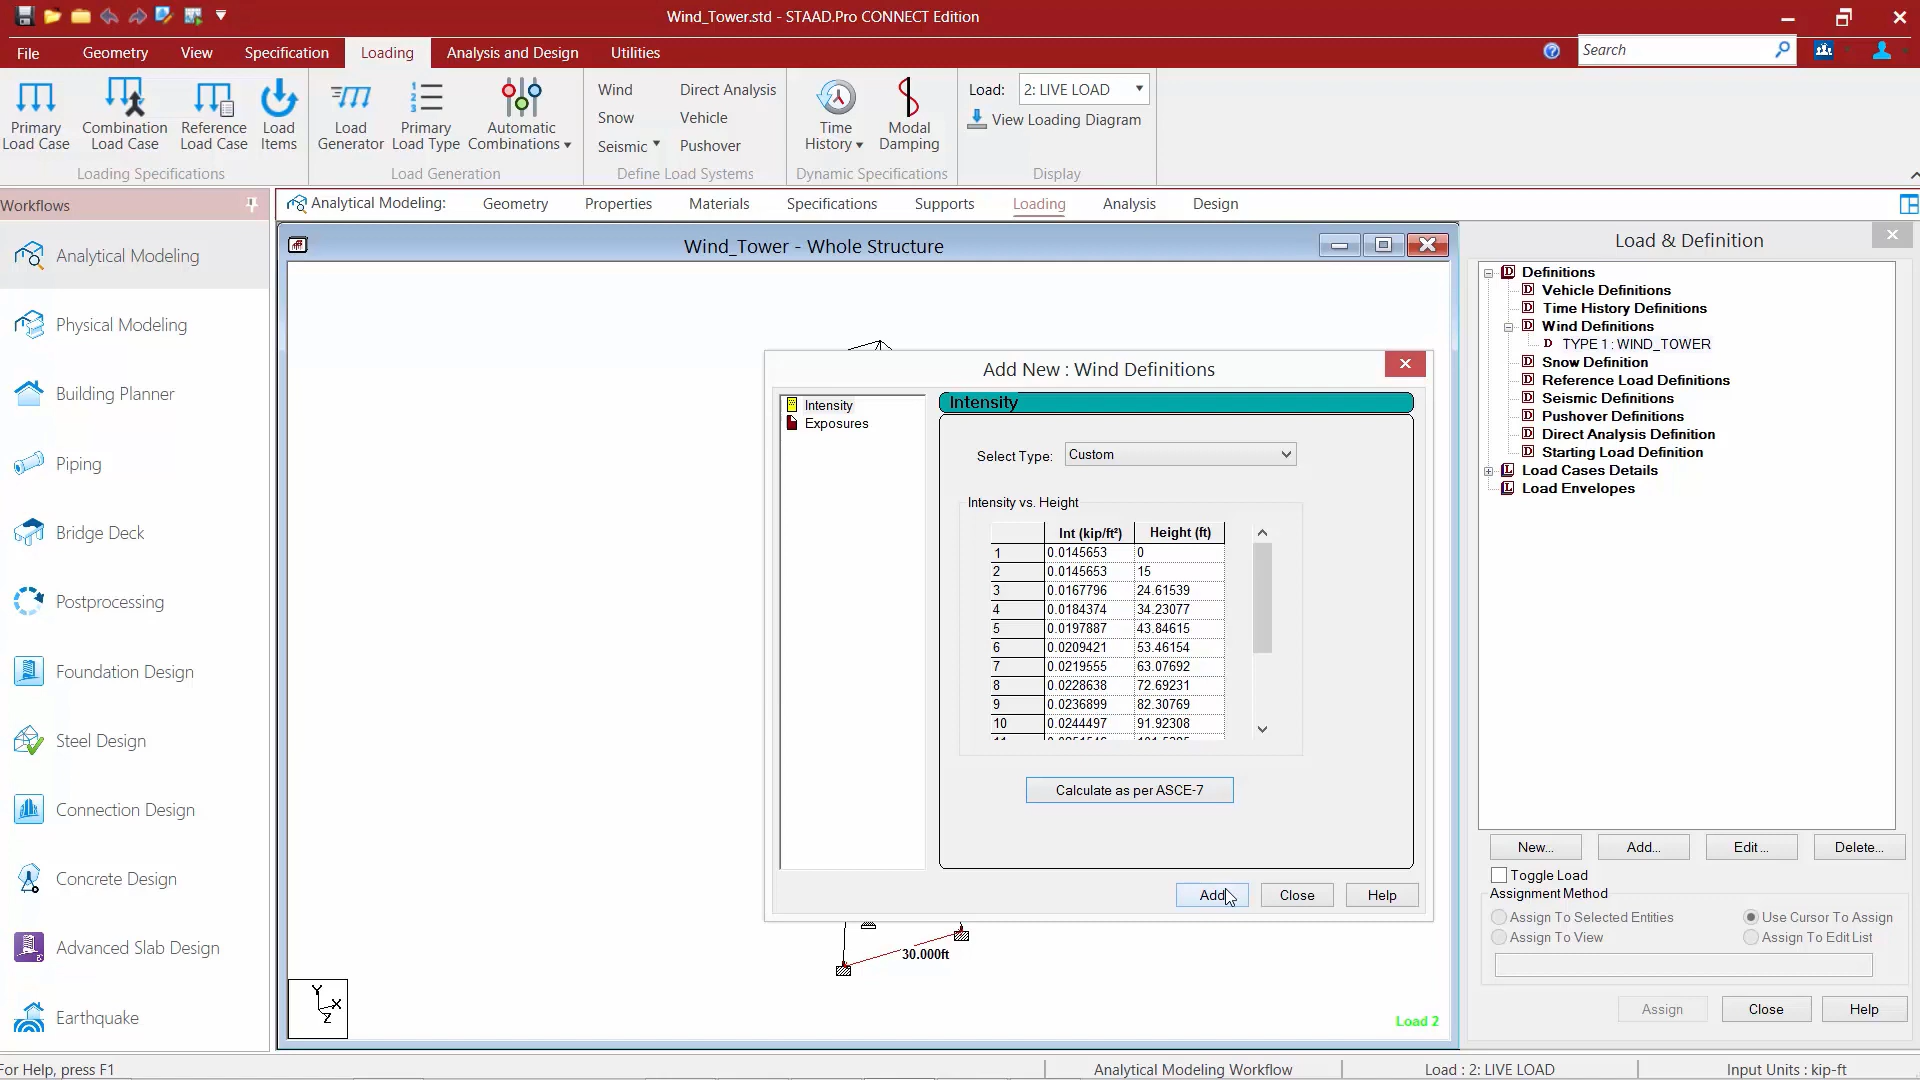 Wind_Tower.std - STAAD.Pro CONNECT Edition
File
Geometry
View
Specification
Loading
Analysis and Design
Utilities
Search
Primary
Load Case
Combination
Load Case
Reference
Load Case
Load
Items
Loading Specifications
Load
Generator
Primary
Load Type
Automatic
Combinations
Load Generation
Wind
Snow
Seismic
Direct Analysis
Vehicle
Pushover
Define Load Systems
Time
History
Modal
Damping
Dynamic Specifications
Load: 2: LIVE LOAD
View Loading Diagram
Display
Workflows
Analytical Modeling
Physical Modeling
Building Planner
Piping
Bridge Deck
Postprocessing
Foundation Design
Steel Design
Connection Design
Concrete Design
Advanced Slab Design
Earthquake
Analytical Modeling:
Geometry
Properties
Materials
Specifications
Supports
Loading
Analysis
Design
Wind_Tower - Whole Structure
Add New : Wind Definitions
Intensity
Exposures
Intensity
Select Type: Custom
Intensity vs. Height
Int (kip/ft²) Height (ft)
1 0.0145653 0
2 0.0145653 15
3 0.0167796 24.61539
4 0.0184374 34.23077
5 0.0197887 43.84615
6 0.0209421 53.46154
7 0.0219555 63.07692
8 0.0228638 72.69231
9 0.0236899 82.30769
10 0.0244497 91.92308
Calculate as per ASCE-7
Add
Close
Help
30.000ft
Y
X
Z
Load 2
Load & Definition
Definitions
Vehicle Definitions
Time History Definitions
Wind Definitions
TYPE 1 : WIND_TOWER
Snow Definition
Reference Load Definitions
Seismic Definitions
Pushover Definitions
Direct Analysis Definition
Starting Load Definition
Load Cases Details
Load Envelopes
New...
Add...
Edit...
Delete...
Toggle Load
Assignment Method
Assign To Selected Entities
Use Cursor To Assign
Assign To View
Assign To Edit List
Assign
Close
Help
For Help, press F1
Analytical Modeling Workflow
Load : 2: LIVE LOAD
Input Units : kip-ft